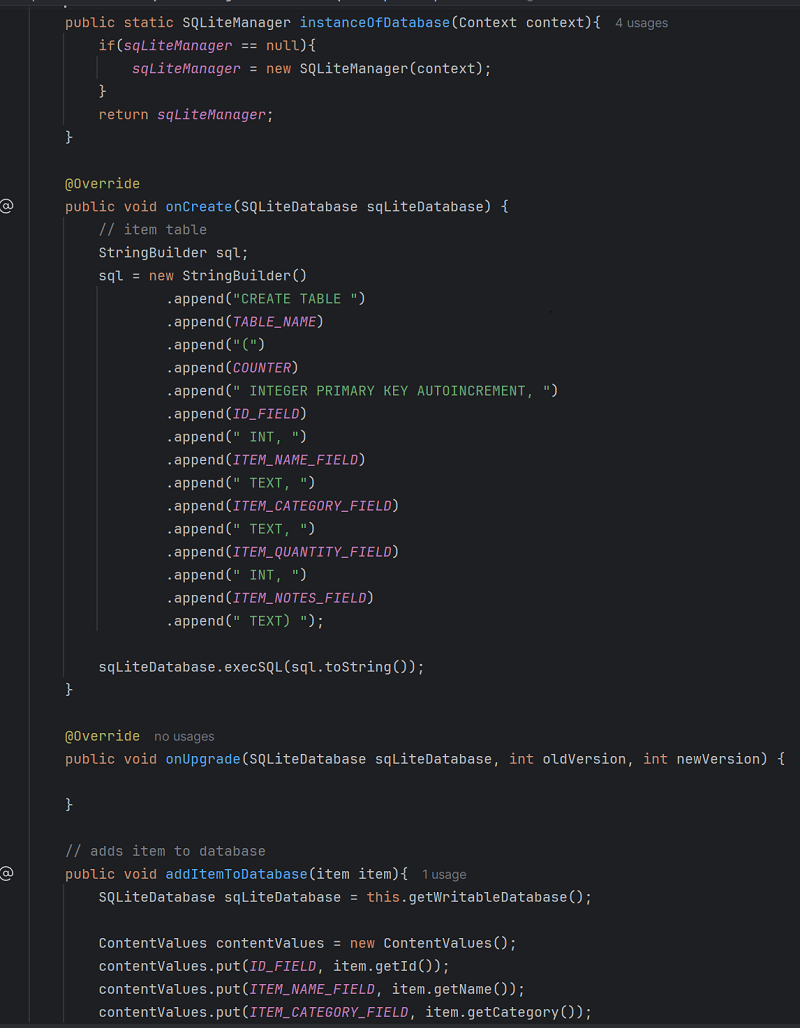 public static SQLiteManager instanceOfDatabase(Context context){ 4 usages
if(sqLiteManager == null){
sqLiteManager = new SQLiteManager(context);
}
return sqLiteManager;
}
@Override
public void onCreate(SQLiteDatabase sqLiteDatabase) {
// item table
StringBuilder sql;
sql = new StringBuilder()
.append("CREATE TABLE ")
.append(TABLE_NAME)
.append("(")
.append(COUNTER)
.append(" INTEGER PRIMARY KEY AUTOINCREMENT, ")
.append(ID_FIELD)
.append(" INT, ")
.append(ITEM_NAME_FIELD)
.append(" TEXT, ")
.append(ITEM_CATEGORY_FIELD)
.append(" TEXT, ")
.append(ITEM_QUANTITY_FIELD)
.append(" INT, ")
.append(ITEM_NOTES_FIELD)
.append(" TEXT) ");
sqLiteDatabase.execSQL(sql.toString());
}
@Override no usages
public void onUpgrade(SQLiteDatabase sqLiteDatabase, int oldVersion, int newVersion) {
}
// adds item to database
public void addItemToDatabase(item item){ 1 usage
SQLiteDatabase sqLiteDatabase = this.getWritableDatabase();
ContentValues contentValues = new ContentValues();
contentValues.put(ID_FIELD, item.getId());
contentValues.put(ITEM_NAME_FIELD, item.getName());
contentValues.put(ITEM_CATEGORY_FIELD, item.getCategory());